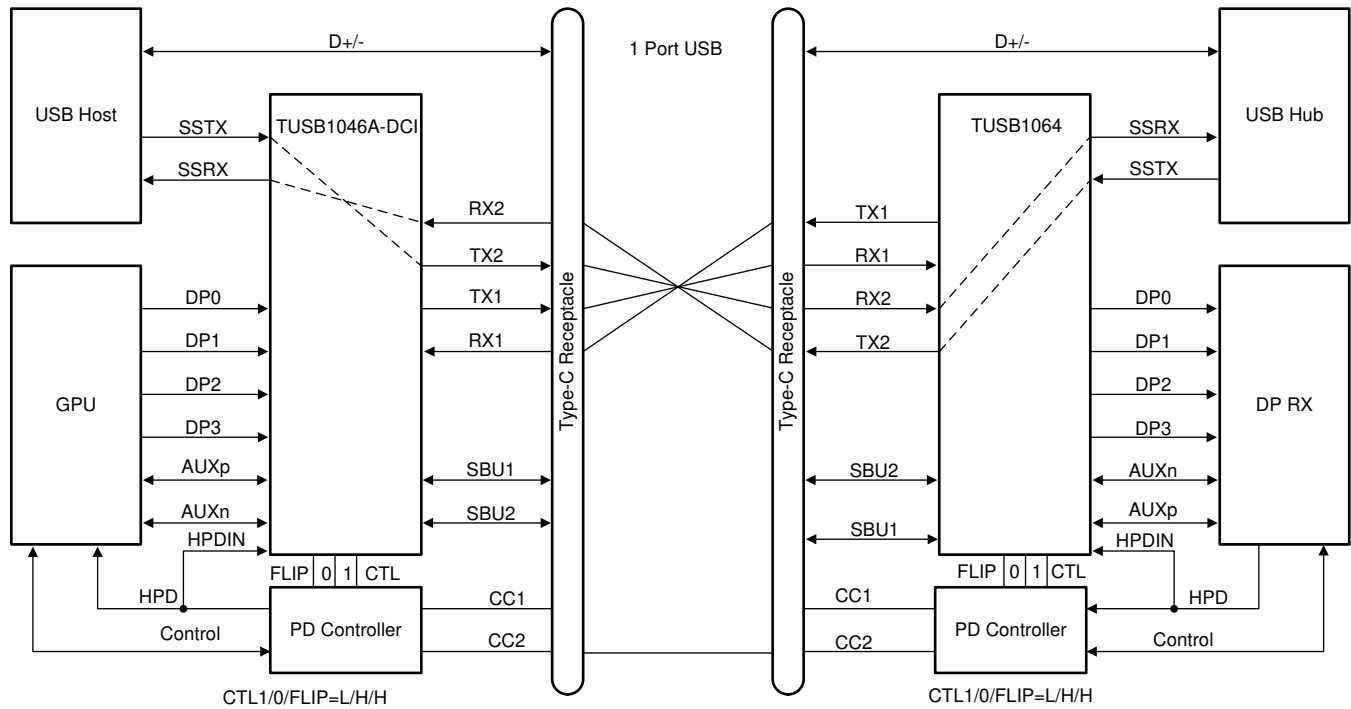 D+/-
1 Port USB
D+/-
USB Host
TUSB1046A-DCI
TUSB1064
USB Hub
SSTX
SSRX
SSRX
SSTX
RX2
TX2
TX1
RX1
TX1
RX1
RX2
TX2
Type-C Receptacle
Type-C Receptacle
GPU
DP0
DP1
DP2
DP3
AUXp
AUXn
HPDIN
SBU1
SBU2
SBU2
SBU1
DP0
DP1
DP2
DP3
AUXn
AUXp
HPDIN
DP RX
FLIP 0 1 CTL
FLIP 0 1 CTL
HPD
Control
PD Controller
CC1
CC2
CC1
CC2
PD Controller
HPD
Control
CTL1/0/FLIP=L/H/H
CTL1/0/FLIP=L/H/H